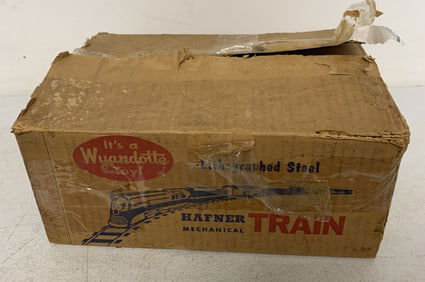 It's a
Wyandotte
Toy!
Lithographed Steel
HAFNER
MECHANICAL
TRAIN